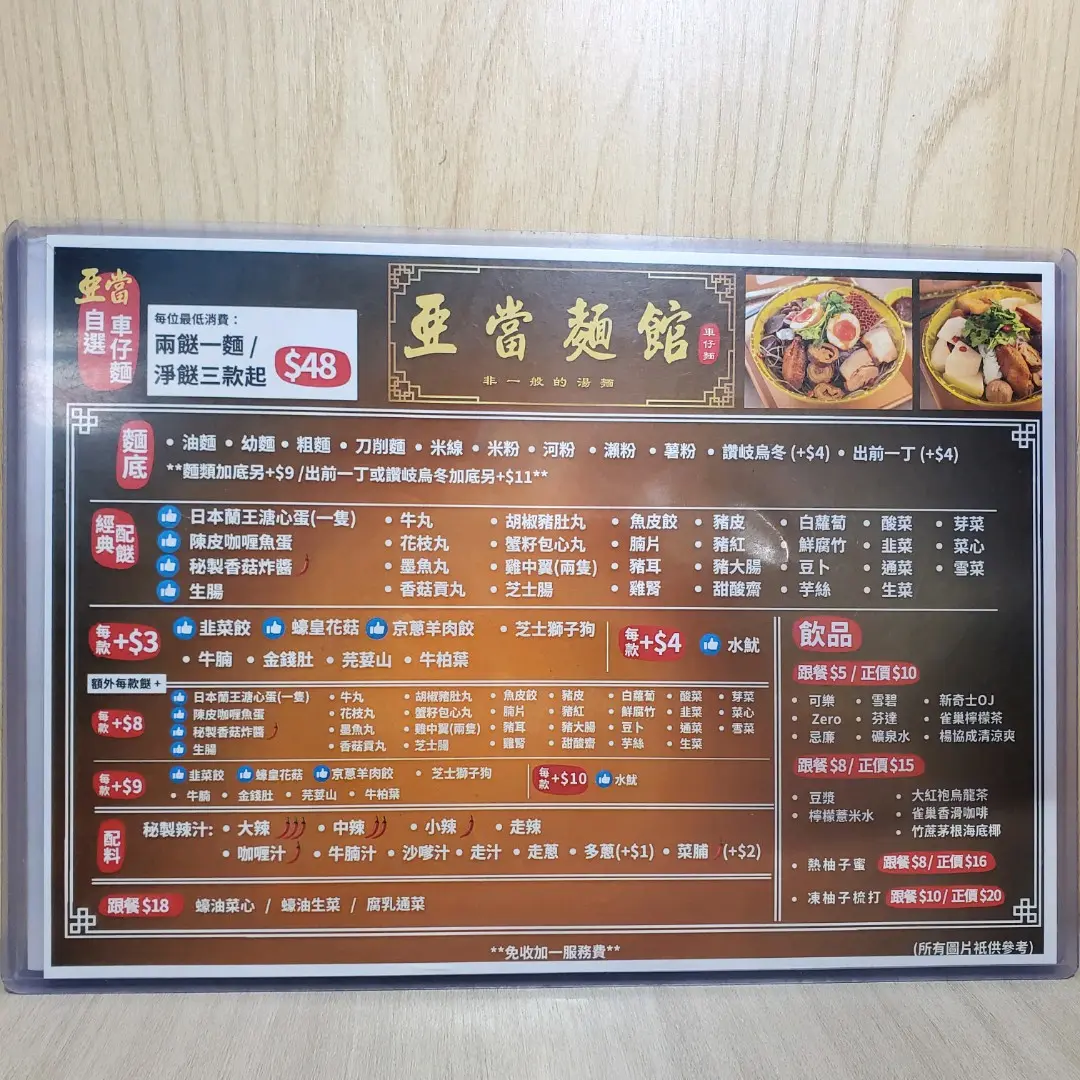 亞當
自選
車仔麵
每位最低消費：
兩餸一麵 /
淨餸三款起
$48
亞當麵館
車仔麵
非一般的湯麵
麵底
• 油麵 • 幼麵 • 粗麵 • 刀削麵 • 米線 • 米粉 • 河粉 • 瀨粉 • 薯粉 • 讚岐烏冬 (+$4) • 出前一丁 (+$4)
**麵類加底另+$9 /出前一丁或讚岐烏冬加底另+$11**
經典配餸
日本蘭王溏心蛋(一隻) • 牛丸 • 胡椒豬肚丸 • 魚皮餃 • 豬皮 • 白蘿蔔 • 酸菜 • 芽菜
陳皮咖喱魚蛋 • 花枝丸 • 蟹籽包心丸 • 腩片 • 豬紅 • 鮮腐竹 • 韭菜 • 菜心
秘製香菇炸醬 • 墨魚丸 • 雞中翼(兩隻) • 豬耳 • 豬大腸 • 豆卜 • 通菜 • 雪菜
生腸 • 香菇貢丸 • 芝士腸 • 雞腎 • 甜酸齋 • 芋絲 • 生菜
每款+$3
韭菜餃 蠔皇花菇 京蔥羊肉餃 • 芝士獅子狗
• 牛腩 • 金錢肚 • 芫荽山 • 牛柏葉
每款+$4
水魷
額外每款餸 +
每款+$8
日本蘭王溏心蛋(一隻) • 牛丸 • 胡椒豬肚丸 • 魚皮餃 • 豬皮 • 白蘿蔔 • 酸菜 • 芽菜
陳皮咖喱魚蛋 • 花枝丸 • 蟹籽包心丸 • 腩片 • 豬紅 • 鮮腐竹 • 韭菜 • 菜心
秘製香菇炸醬 • 墨魚丸 • 雞中翼(兩隻) • 豬耳 • 豬大腸 • 豆卜 • 通菜 • 雪菜
生腸 • 香菇貢丸 • 芝士腸 • 雞腎 • 甜酸齋 • 芋絲 • 生菜
每款+$9
韭菜餃 蠔皇花菇 京蔥羊肉餃 • 芝士獅子狗
• 牛腩 • 金錢肚 • 芫荽山 • 牛柏葉
每款+$10
水魷
配料
秘製辣汁: • 大辣 • 中辣 • 小辣 • 走辣
• 咖喱汁 • 牛腩汁 • 沙嗲汁 • 走汁 • 走蔥 • 多蔥(+$1) • 菜脯 (+$2)
跟餐 $18
蠔油菜心 / 蠔油生菜 / 腐乳通菜
飲品
跟餐 $5 / 正價 $10
• 可樂 • 雪碧 • 新奇士OJ
• Zero • 芬達 • 雀巢檸檬茶
• 忌廉 • 礦泉水 • 楊協成清涼爽
跟餐 $8 / 正價 $15
• 豆漿 • 大紅袍烏龍茶
• 檸檬薏米水 • 雀巢香滑咖啡
• 竹蔗茅根海底椰
• 熱柚子蜜 跟餐 $8/ 正價 $16
• 凍柚子梳打 跟餐 $10/ 正價 $20
**免收加一服務費**
(所有圖片衹供參考)